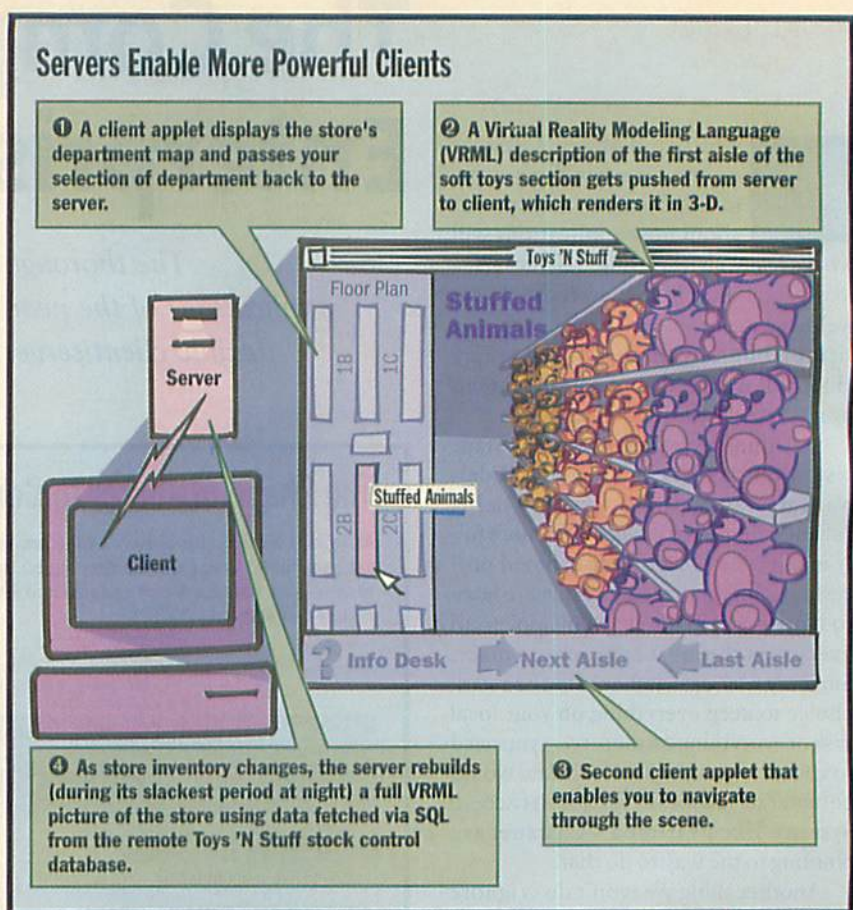 Servers Enable More Powerful Clients
❶ A client applet displays the store's
department map and passes your
selection of department back to the
server.
❷ A Virtual Reality Modeling Language
(VRML) description of the first aisle of the
soft toys section gets pushed from server
to client, which renders it in 3-D.
Toys 'N Stuff
Floor Plan
Stuffed
Animals
1B
1C
Server
Stuffed Animals
2B
2C
Client
? Info Desk
Next Aisle
Last Aisle
❹ As store inventory changes, the server rebuilds
(during its slackest period at night) a full VRML
picture of the store using data fetched via SQL
from the remote Toys 'N Stuff stock control
database.
❸ Second client applet that
enables you to navigate
through the scene.